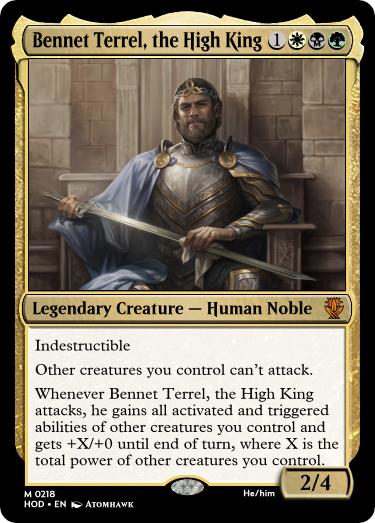 Bennet Terrel, the High King 1
Legendary Creature — Human Noble
Indestructible
Other creatures you control can't attack.
Whenever Bennet Terrel, the High King
attacks, he gains all activated and triggered
abilities of other creatures you control and
gets +X/+0 until end of turn, where X is the
total power of other creatures you control.
2/4
M 0218
HOD • EN Atomhawk
He/him